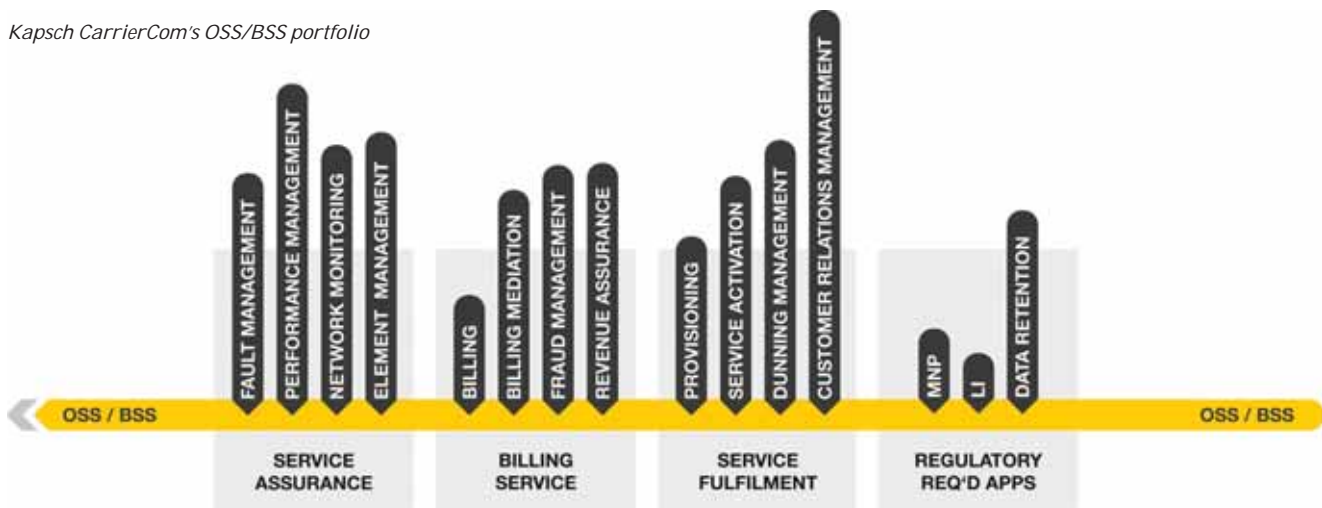 Kapsch CarrierCom's OSS/BSS portfolio
FAULT MANAGEMENT
PERFORMANCE MANAGEMENT
NETWORK MONITORING
ELEMENT MANAGEMENT
BILLING
BILLING MEDIATION
FRAUD MANAGEMENT
REVENUE ASSURANCE
PROVISIONING
SERVICE ACTIVATION
DUNNING MANAGEMENT
CUSTOMER RELATIONS MANAGEMENT
MNP
LI
DATA RETENTION
OSS / BSS
OSS / BSS
SERVICE
ASSURANCE
BILLING
SERVICE
SERVICE
FULFILMENT
REGULATORY
REQ'D APPS